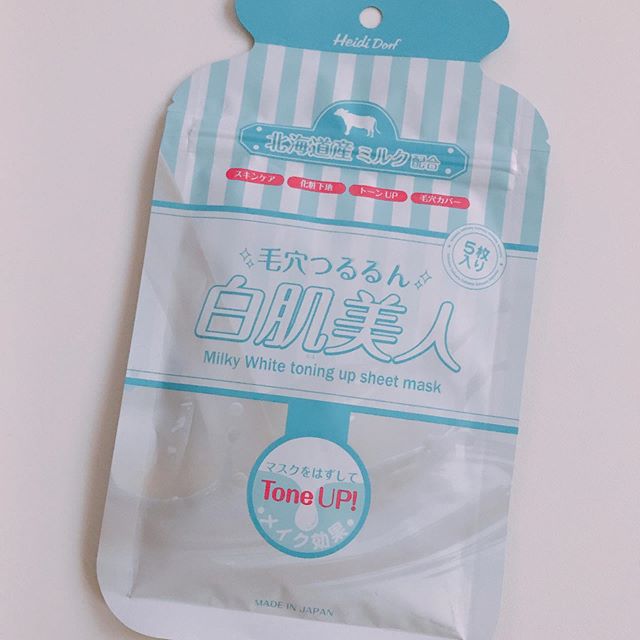 Heidi Dorf
北海道産ミルク配合
スキンケア 化粧下地 トーンUP 毛穴カバー
5枚入り
毛穴つるるん
白肌美人
Milky White toning up sheet mask
マスクをはずして
Tone UP!
メイク効果
MADE IN JAPAN